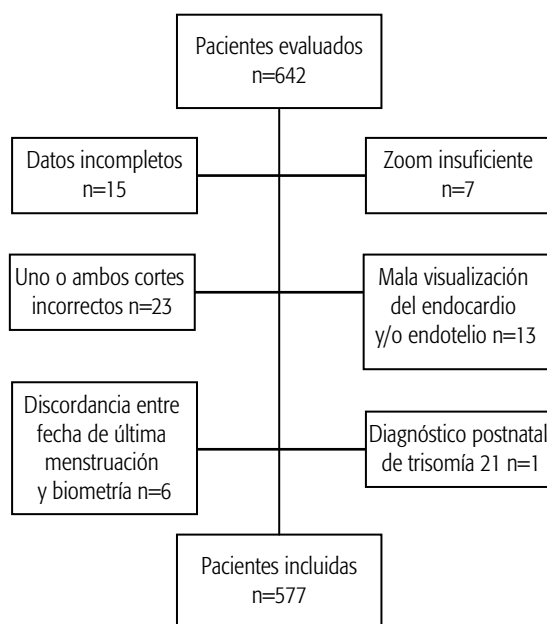 Pacientes evaluados
n=642
Datos incompletos
n=15
Zoom insuficiente
n=7
Uno o ambos cortes
incorrectos n=23
Mala visualización
del endocardio
y/o endotelio n=13
Discordancia entre
fecha de última
menstruación
y biometría n=6
Diagnóstico postnatal
de trisomía 21 n=1
Pacientes incluidas
n=577